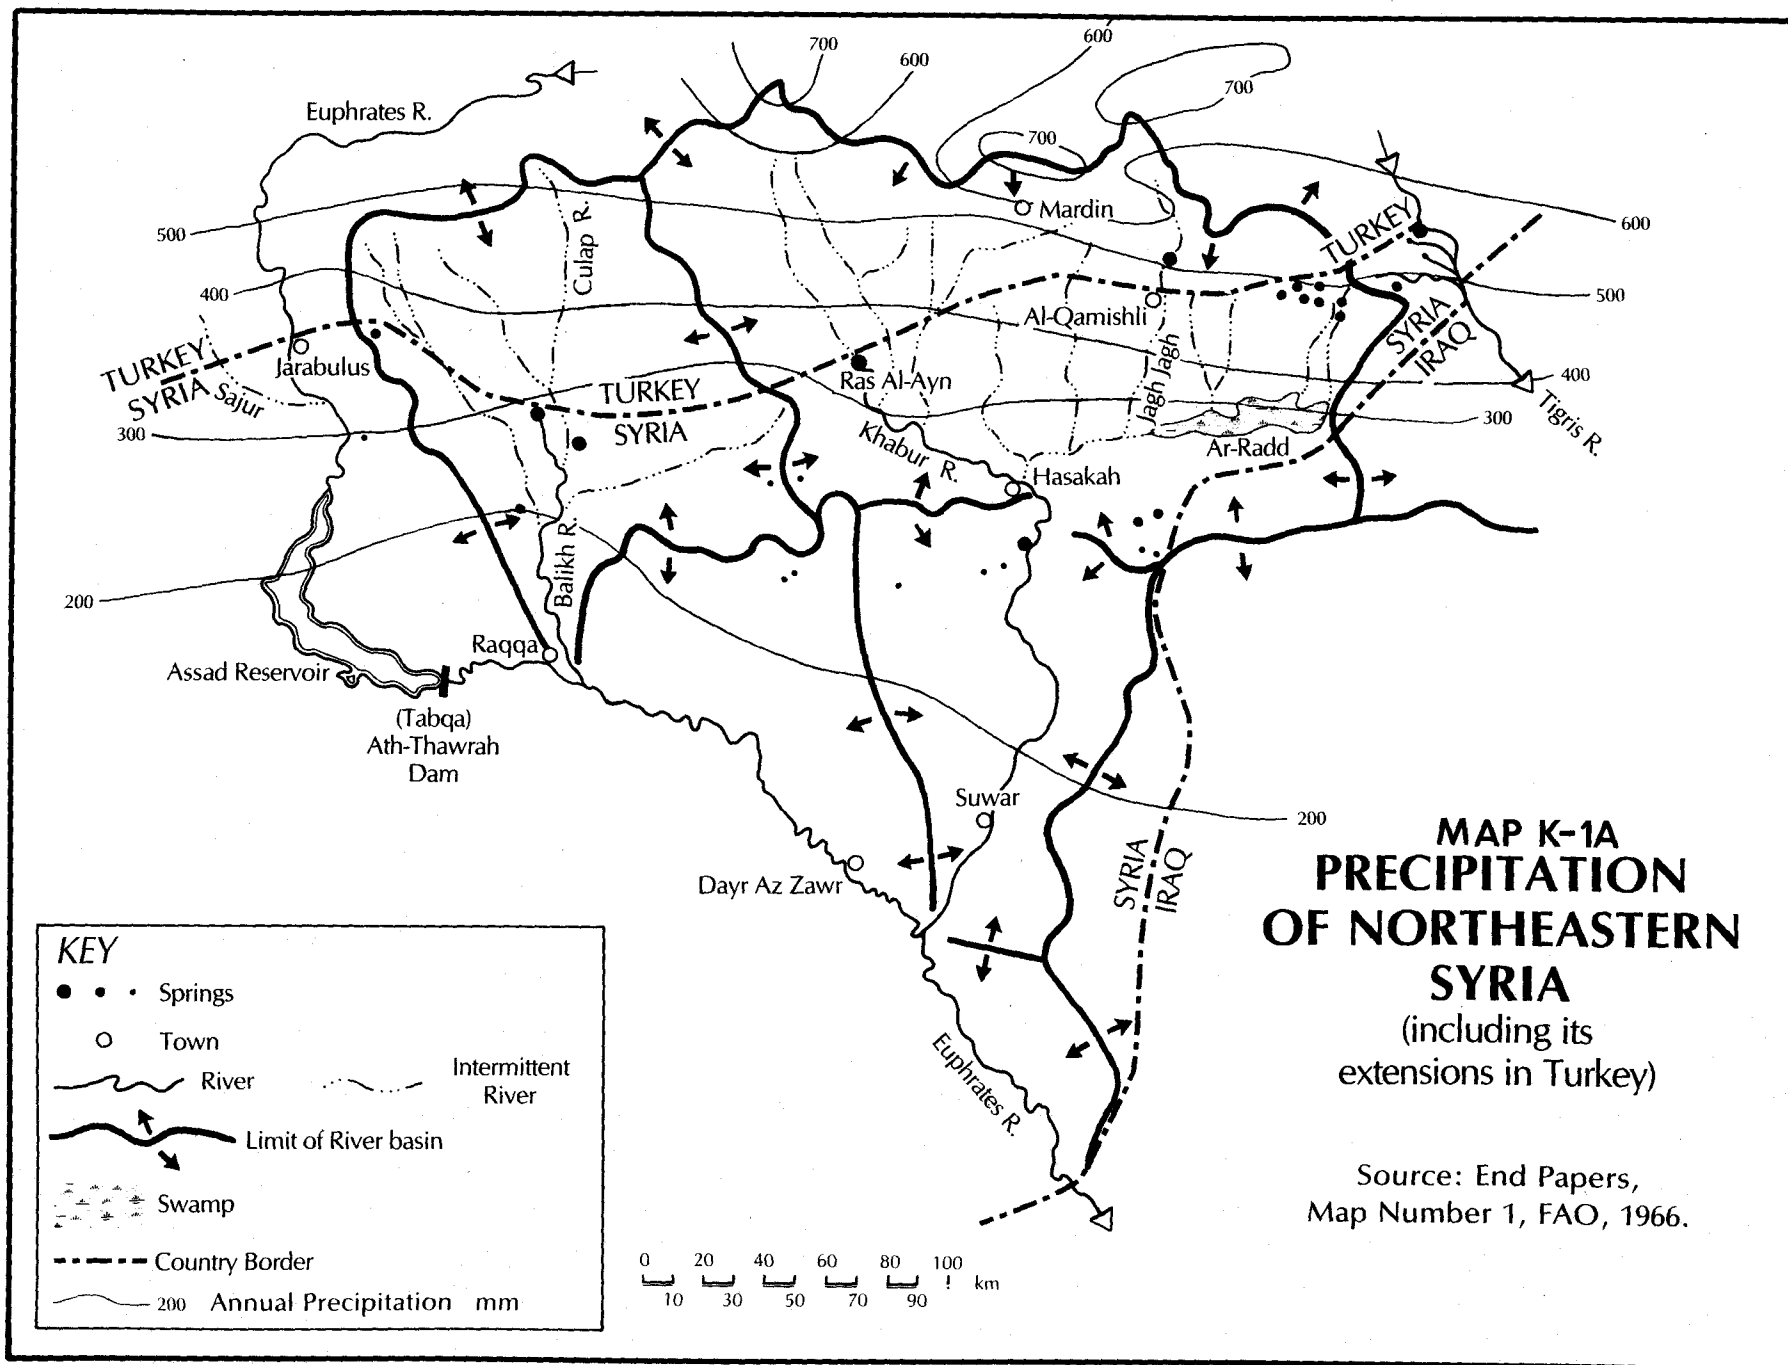 700
600
600
700
700
Euphrates R.
Culap R.
Mardin
TURKEY
600
500
400
500
TURKEY
SYRIA
Jarabulus
Sajur
Al-Qamishli
Jagh Jagh
SYRIA
IRAQ
Ras Al-Ayn
400
TURKEY
SYRIA
300
300
Tigris R.
Khabur R.
Ar-Radd
Hasakah
Balikh R.
200
Raqqa
Assad Reservoir
(Tabqa)
Ath-Thawrah
Dam
Suwar
200
Dayr Az Zawr
SYRIA
IRAQ
Euphrates R.
MAP K-1A
PRECIPITATION
OF NORTHEASTERN
SYRIA
(including its
extensions in Turkey)
Source: End Papers,
Map Number 1, FAO, 1966.
KEY
Springs
Town
River
Intermittent
River
Limit of River basin
Swamp
Country Border
200 Annual Precipitation mm
0 20 40 60 80 100
km
10 30 50 70 90